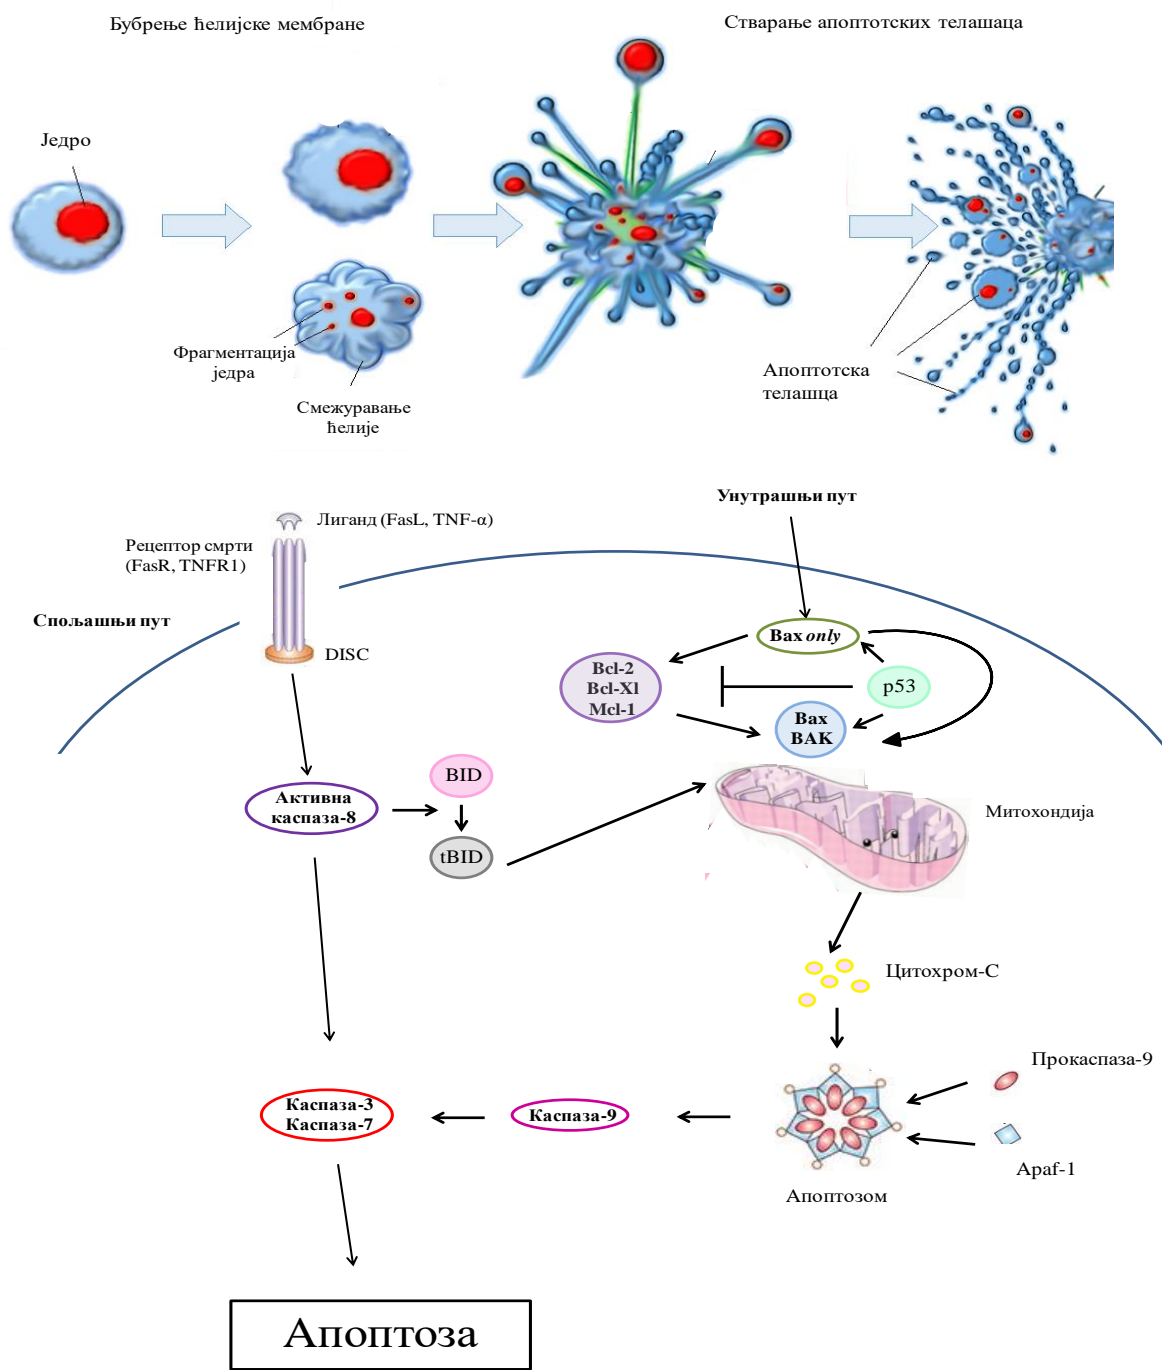 Бубрење ћелијске мембране
Стварање апоптотских телашаца
Једро
Фрагментација
једра
Смежуравање
ћелије
Апоптотска
телашца
Унутрашњи пут
Лиганд (FasL, TNF-α)
Рецептор смрти
(FasR, TNFR1)
Спољашњи пут
DISC
Bax only
Bcl-2
Bcl-Xl
Mcl-1
p53
Bax
BAK
BID
Активна
каспаза-8
tBID
Митохондија
Цитохром-С
Прокаспаза-9
Каспаза-3
Каспаза-7
Каспаза-9
Apaf-1
Апоптозом
Апоптоза